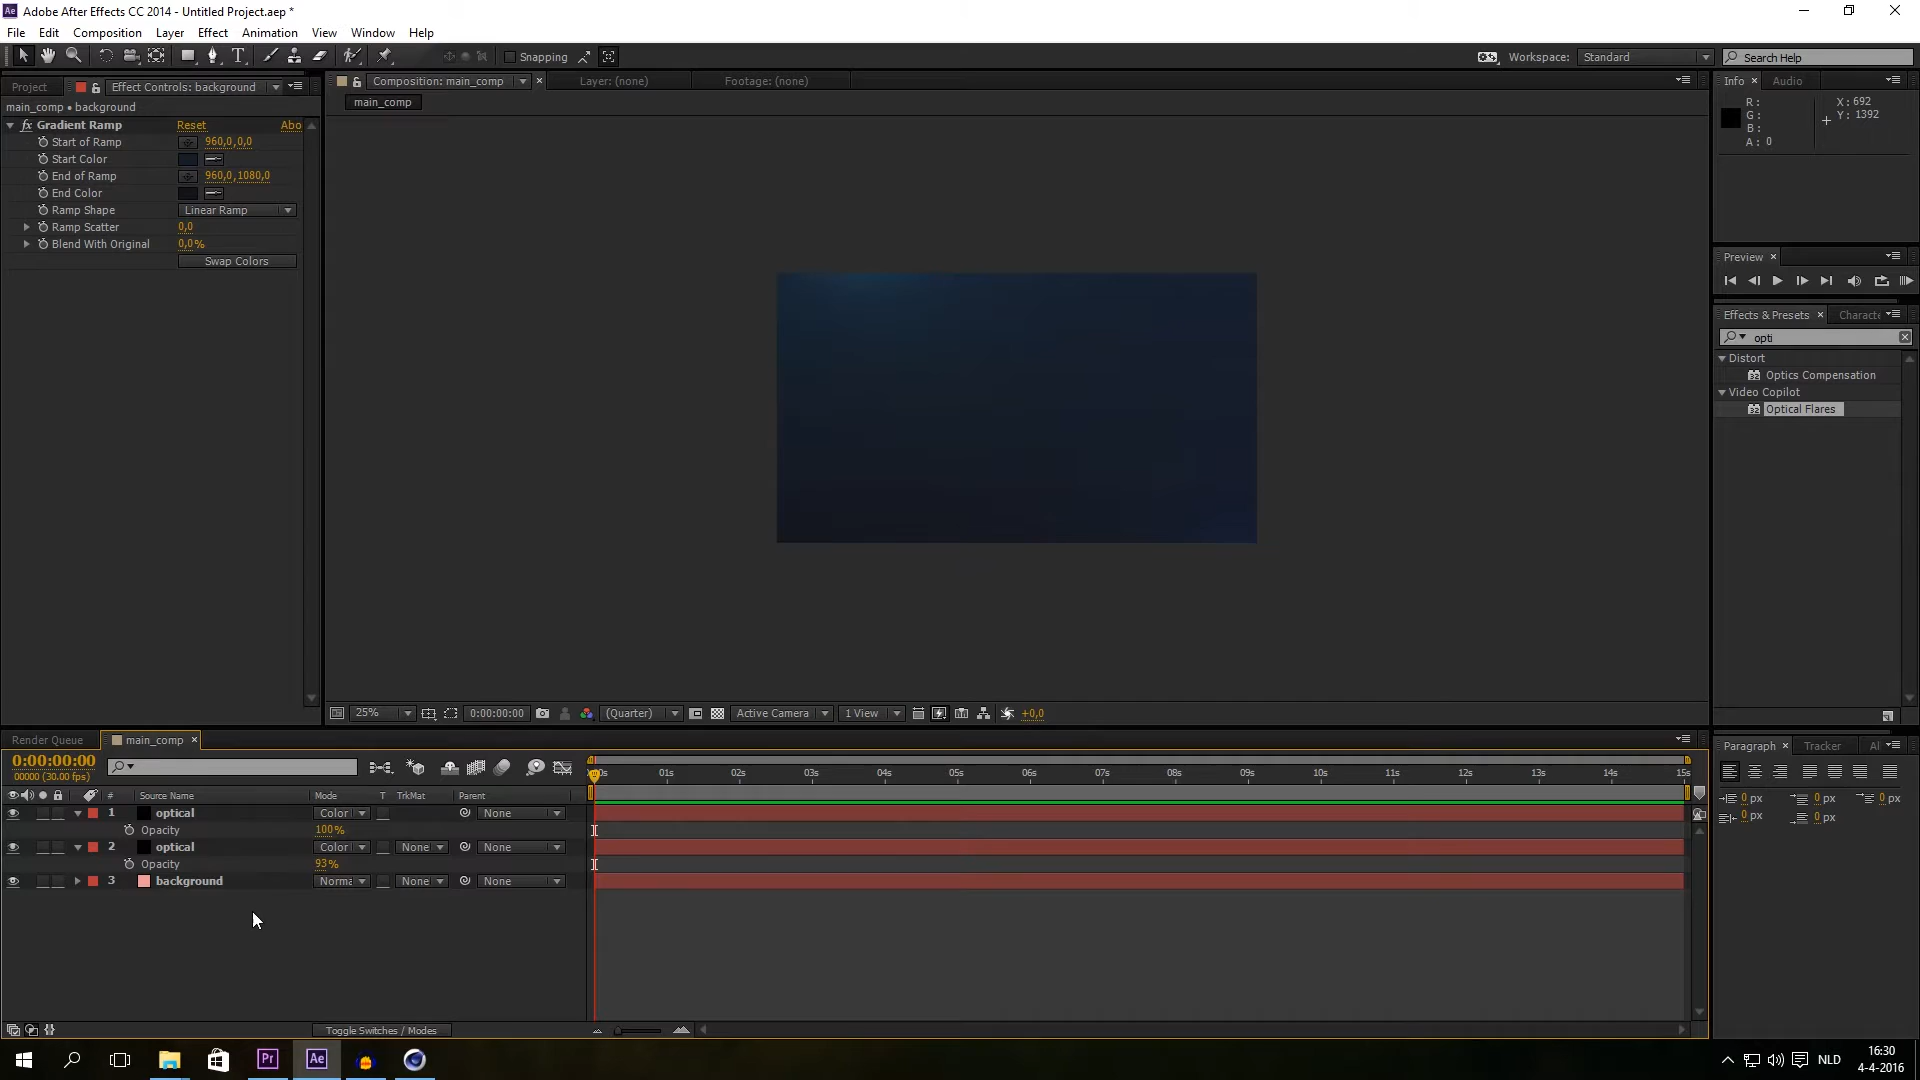 Adobe After Effects CC 2014 - Untitled Project.aep *
File Edit Composition Layer Effect Animation View Window Help
Snapping
Workspace: Standard
Search Help
Project
Effect Controls: background
main_comp • background
Gradient Ramp Reset Abo
Start of Ramp 960,0,0,0
Start Color
End of Ramp 960,0,1080,0
End Color
Ramp Shape Linear Ramp
Ramp Scatter 0,0
Blend With Original 0,0%
Swap Colors
Composition: main_comp
Layer: (none)
Footage: (none)
main_comp
25%
0:00:00:00
(Quarter)
Active Camera
1 View
+0,0
Info
Audio
R:
G:
B:
A: 0
X: 692
Y: 1392
Preview
Effects & Presets
Characte
opti
Distort
Optics Compensation
Video Copilot
Optical Flares
Render Queue
main_comp
0:00:00:00
00000 (30.00 fps)
# Source Name Mode T TrkMat Parent
1 optical Color None
Opacity 100%
2 optical Color None None
Opacity 93%
3 background Norma None None
Toggle Switches / Modes
01s 02s 03s 04s 05s 06s 07s 08s 09s 10s 11s 12s 13s 14s 15s
Paragraph
Tracker
Al
0 px 0 px 0 px
0 px 0 px
Pr
Ae
NLD
16:30
4-4-2016